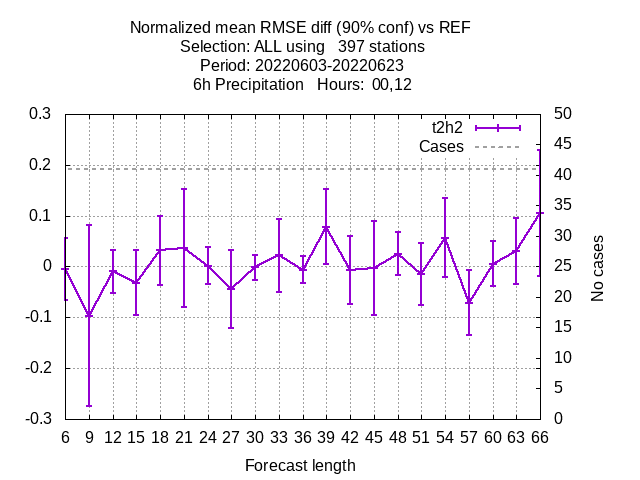 Normalized mean RMSE diff (90% conf) vs REF
Selection: ALL using   397 stations
Period: 20220603-20220623
6h Precipitation   Hours:  00,12
t2h2
Cases
0.3
0.2
0.1
0
-0.1
-0.2
-0.3
50
45
40
35
30
25
20
15
10
5
0
No cases
6 9 12 15 18 21 24 27 30 33 36 39 42 45 48 51 54 57 60 63 66
Forecast length